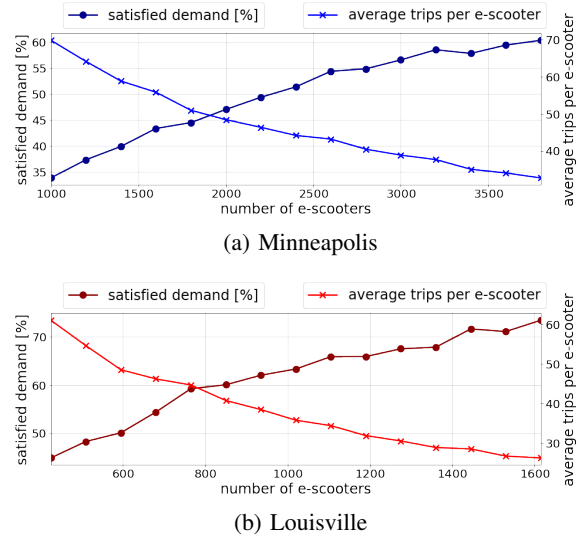 satisfied demand [%] average trips per e-scooter
satisfied demand [%]
60
55
50
45
40
35
70
60
50
40
average trips per e-scooter
1000 1500 2000 2500 3000 3500
number of e-scooters
(a) Minneapolis
satisfied demand [%] average trips per e-scooter
satisfied demand [%]
70
60
50
60
50
40
30
average trips per e-scooter
600 800 1000 1200 1400 1600
number of e-scooters
(b) Louisville